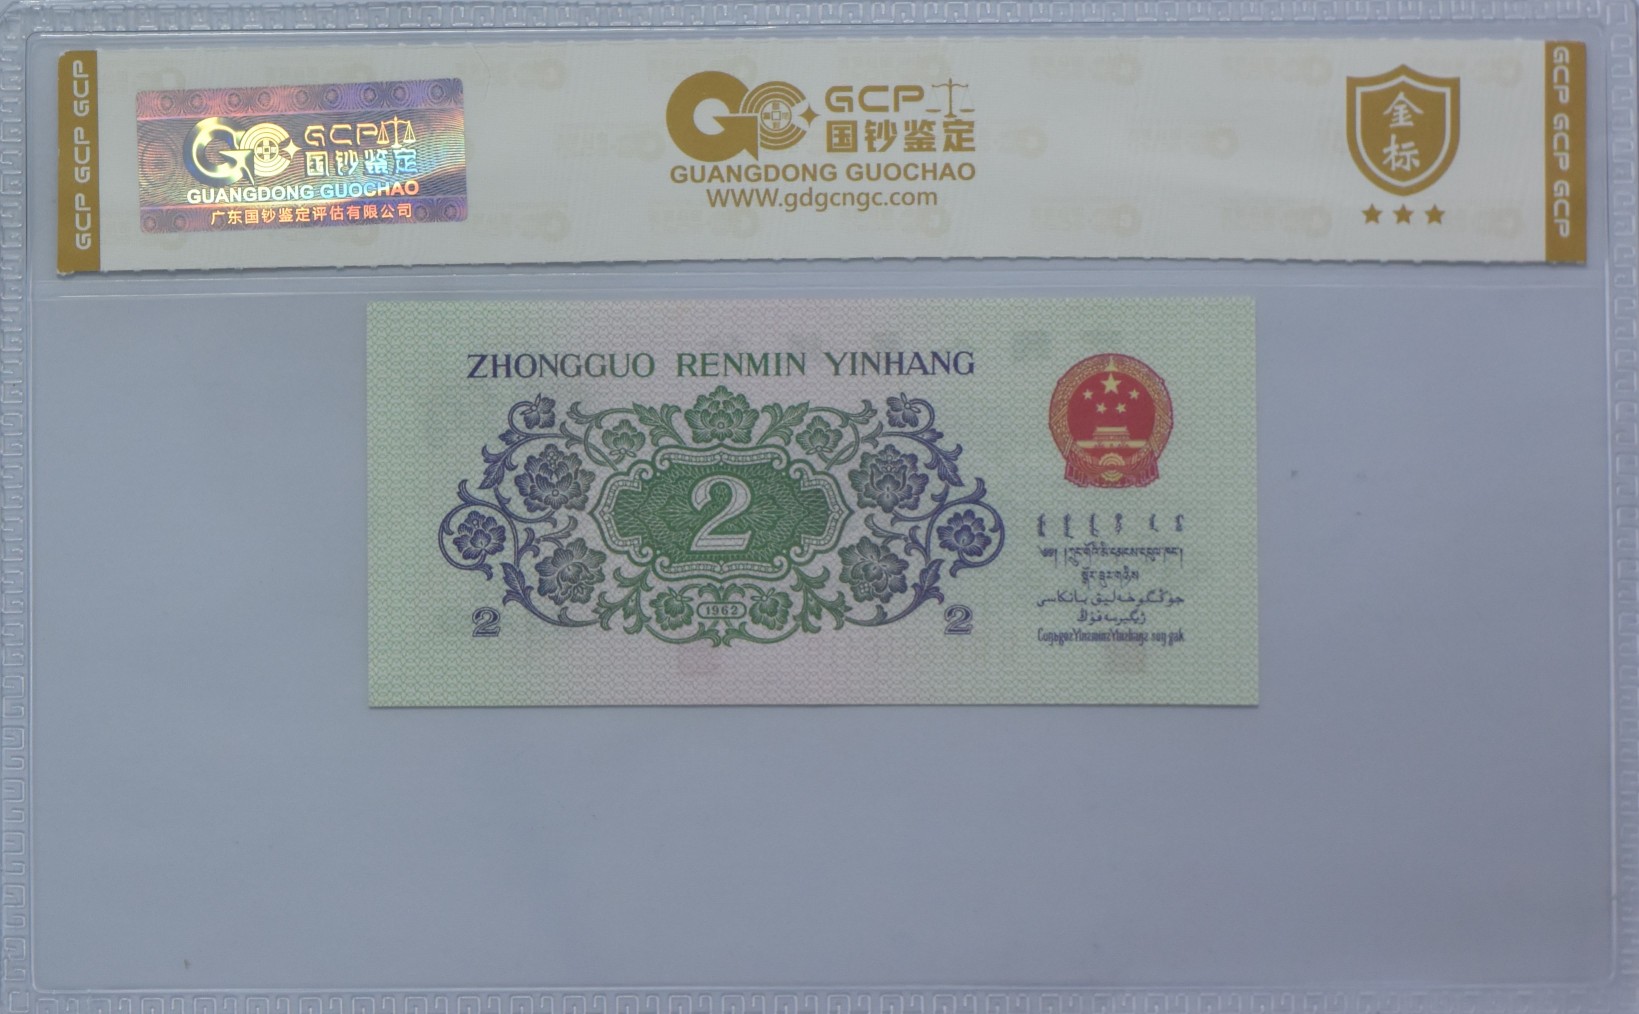 GCP GCP GCP
GCP
国钞鉴定
GUANGDONG GUOCHAO
广东国钞鉴定评估有限公司
GCP
国钞鉴定
GUANGDONG GUOCHAO
WWW.gdgcngc.com
金标
GCP GCP GCP
ZHONGGUO RENMIN YINHANG
2
1962
2
2